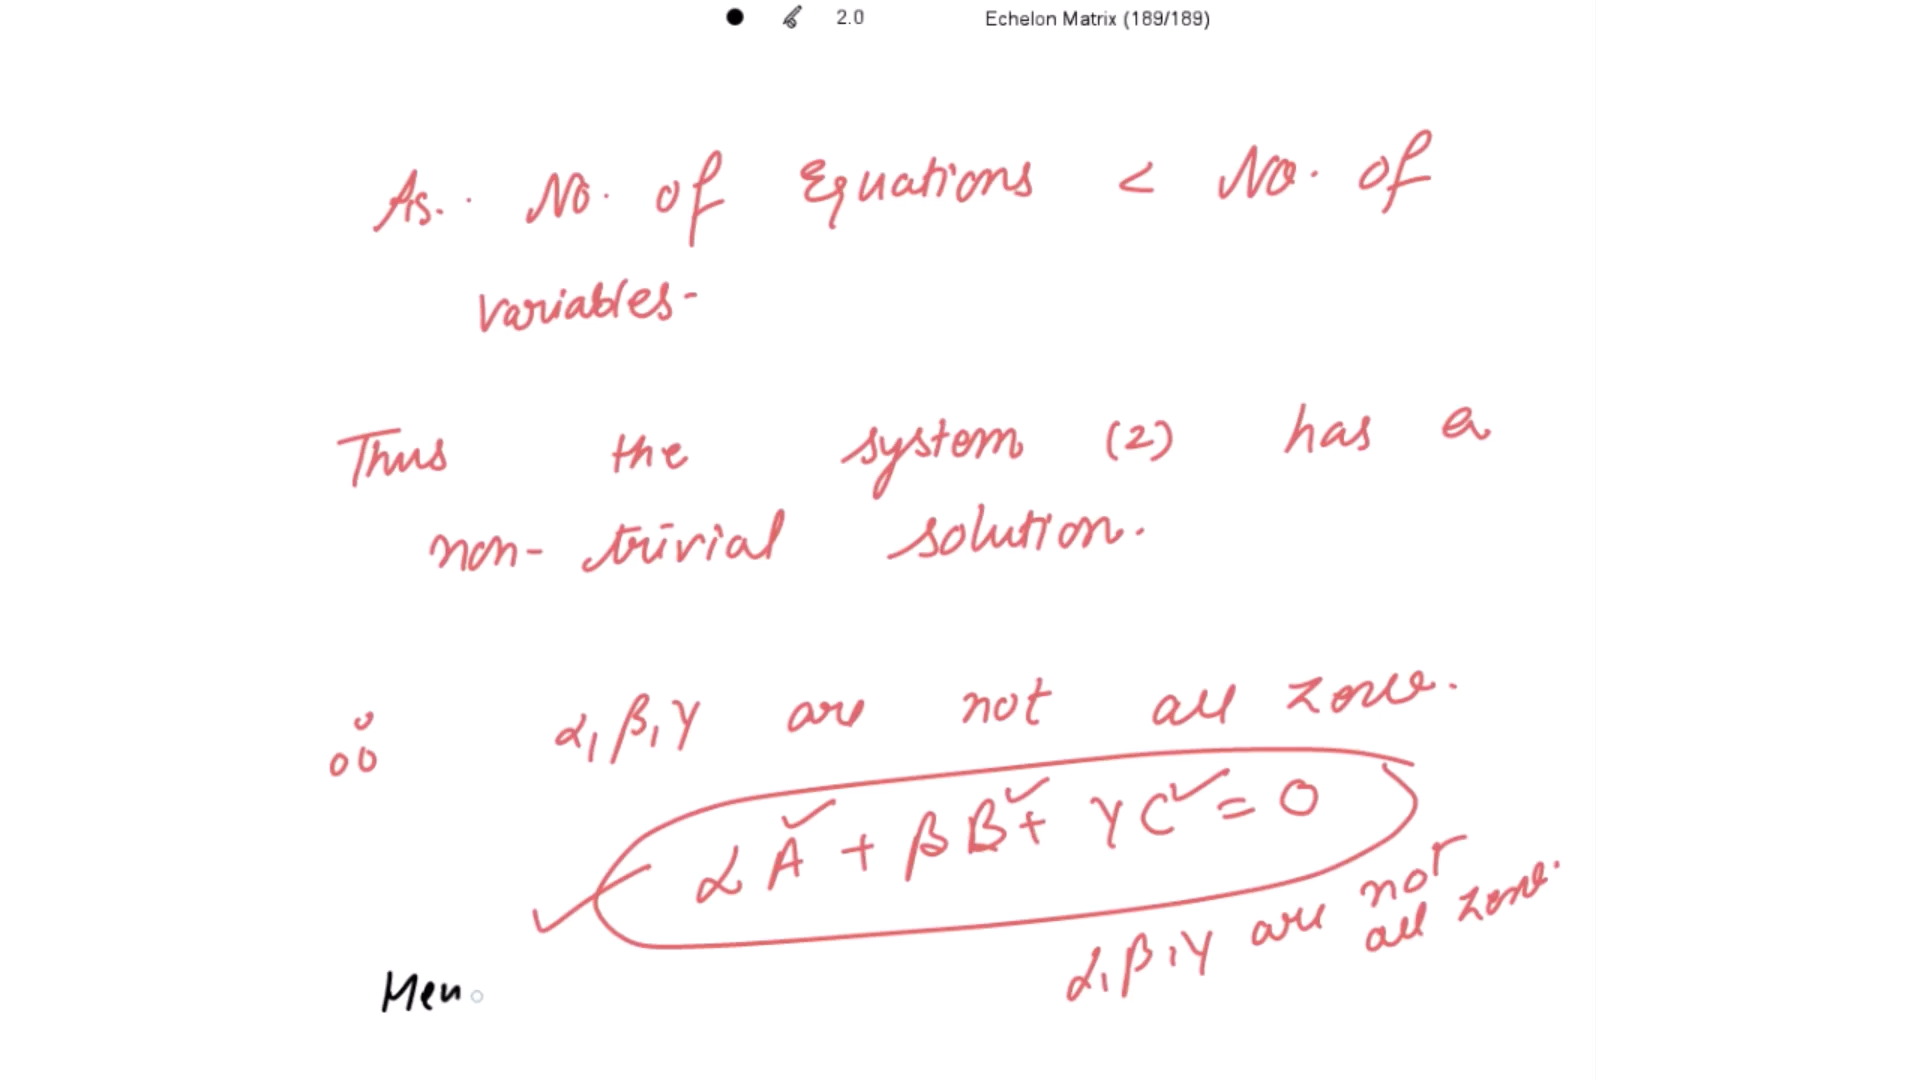 2.0 Echelon Matrix (189/189)
As. No. of Equations < No. of
variables-
Thus the system (2) has a
non-trivial solution.
∴ α, β, γ are not all zero.
αA + βB + γC = 0
α, β, γ are not
all zero.
Hen